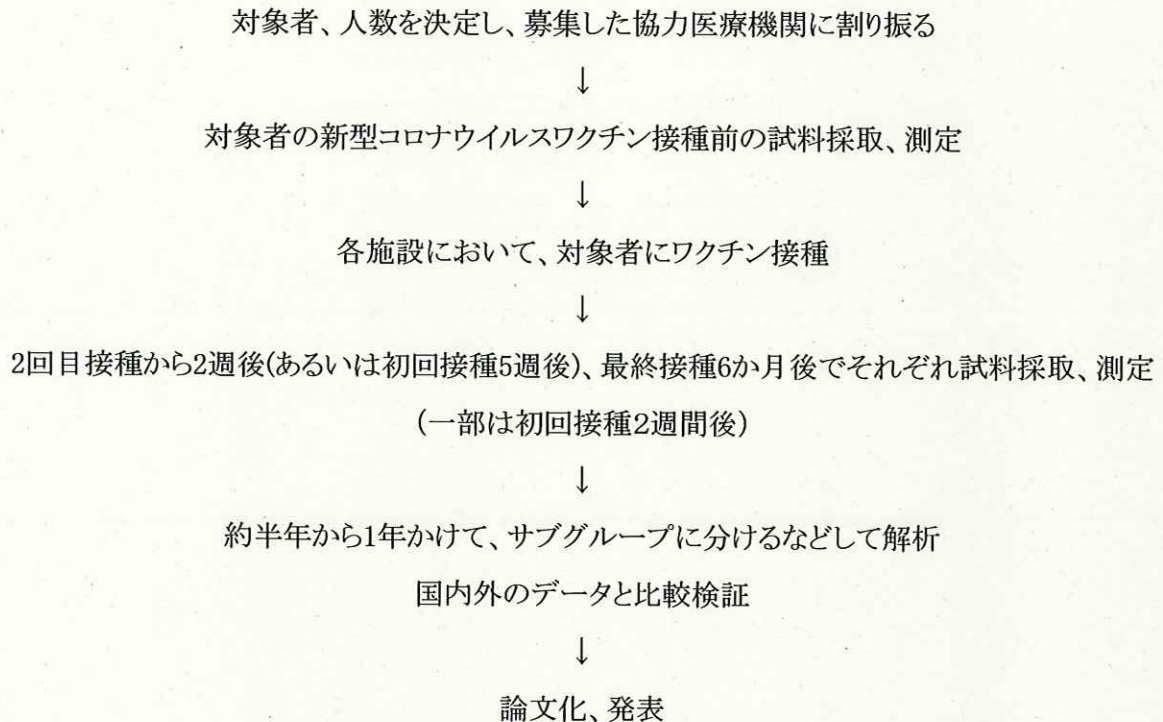 対象者、人数を決定し、募集した協力医療機関に割り振る
↓
対象者の新型コロナウイルスワクチン接種前の試料採取、測定
↓
各施設において、対象者にワクチン接種
↓
2回目接種から2週後(あるいは初回接種5週後)、最終接種6か月後でそれぞれ試料採取、測定
(一部は初回接種2週間後)
↓
約半年から1年かけて、サブグループに分けるなどして解析
国内外のデータと比較検証
↓
論文化、発表